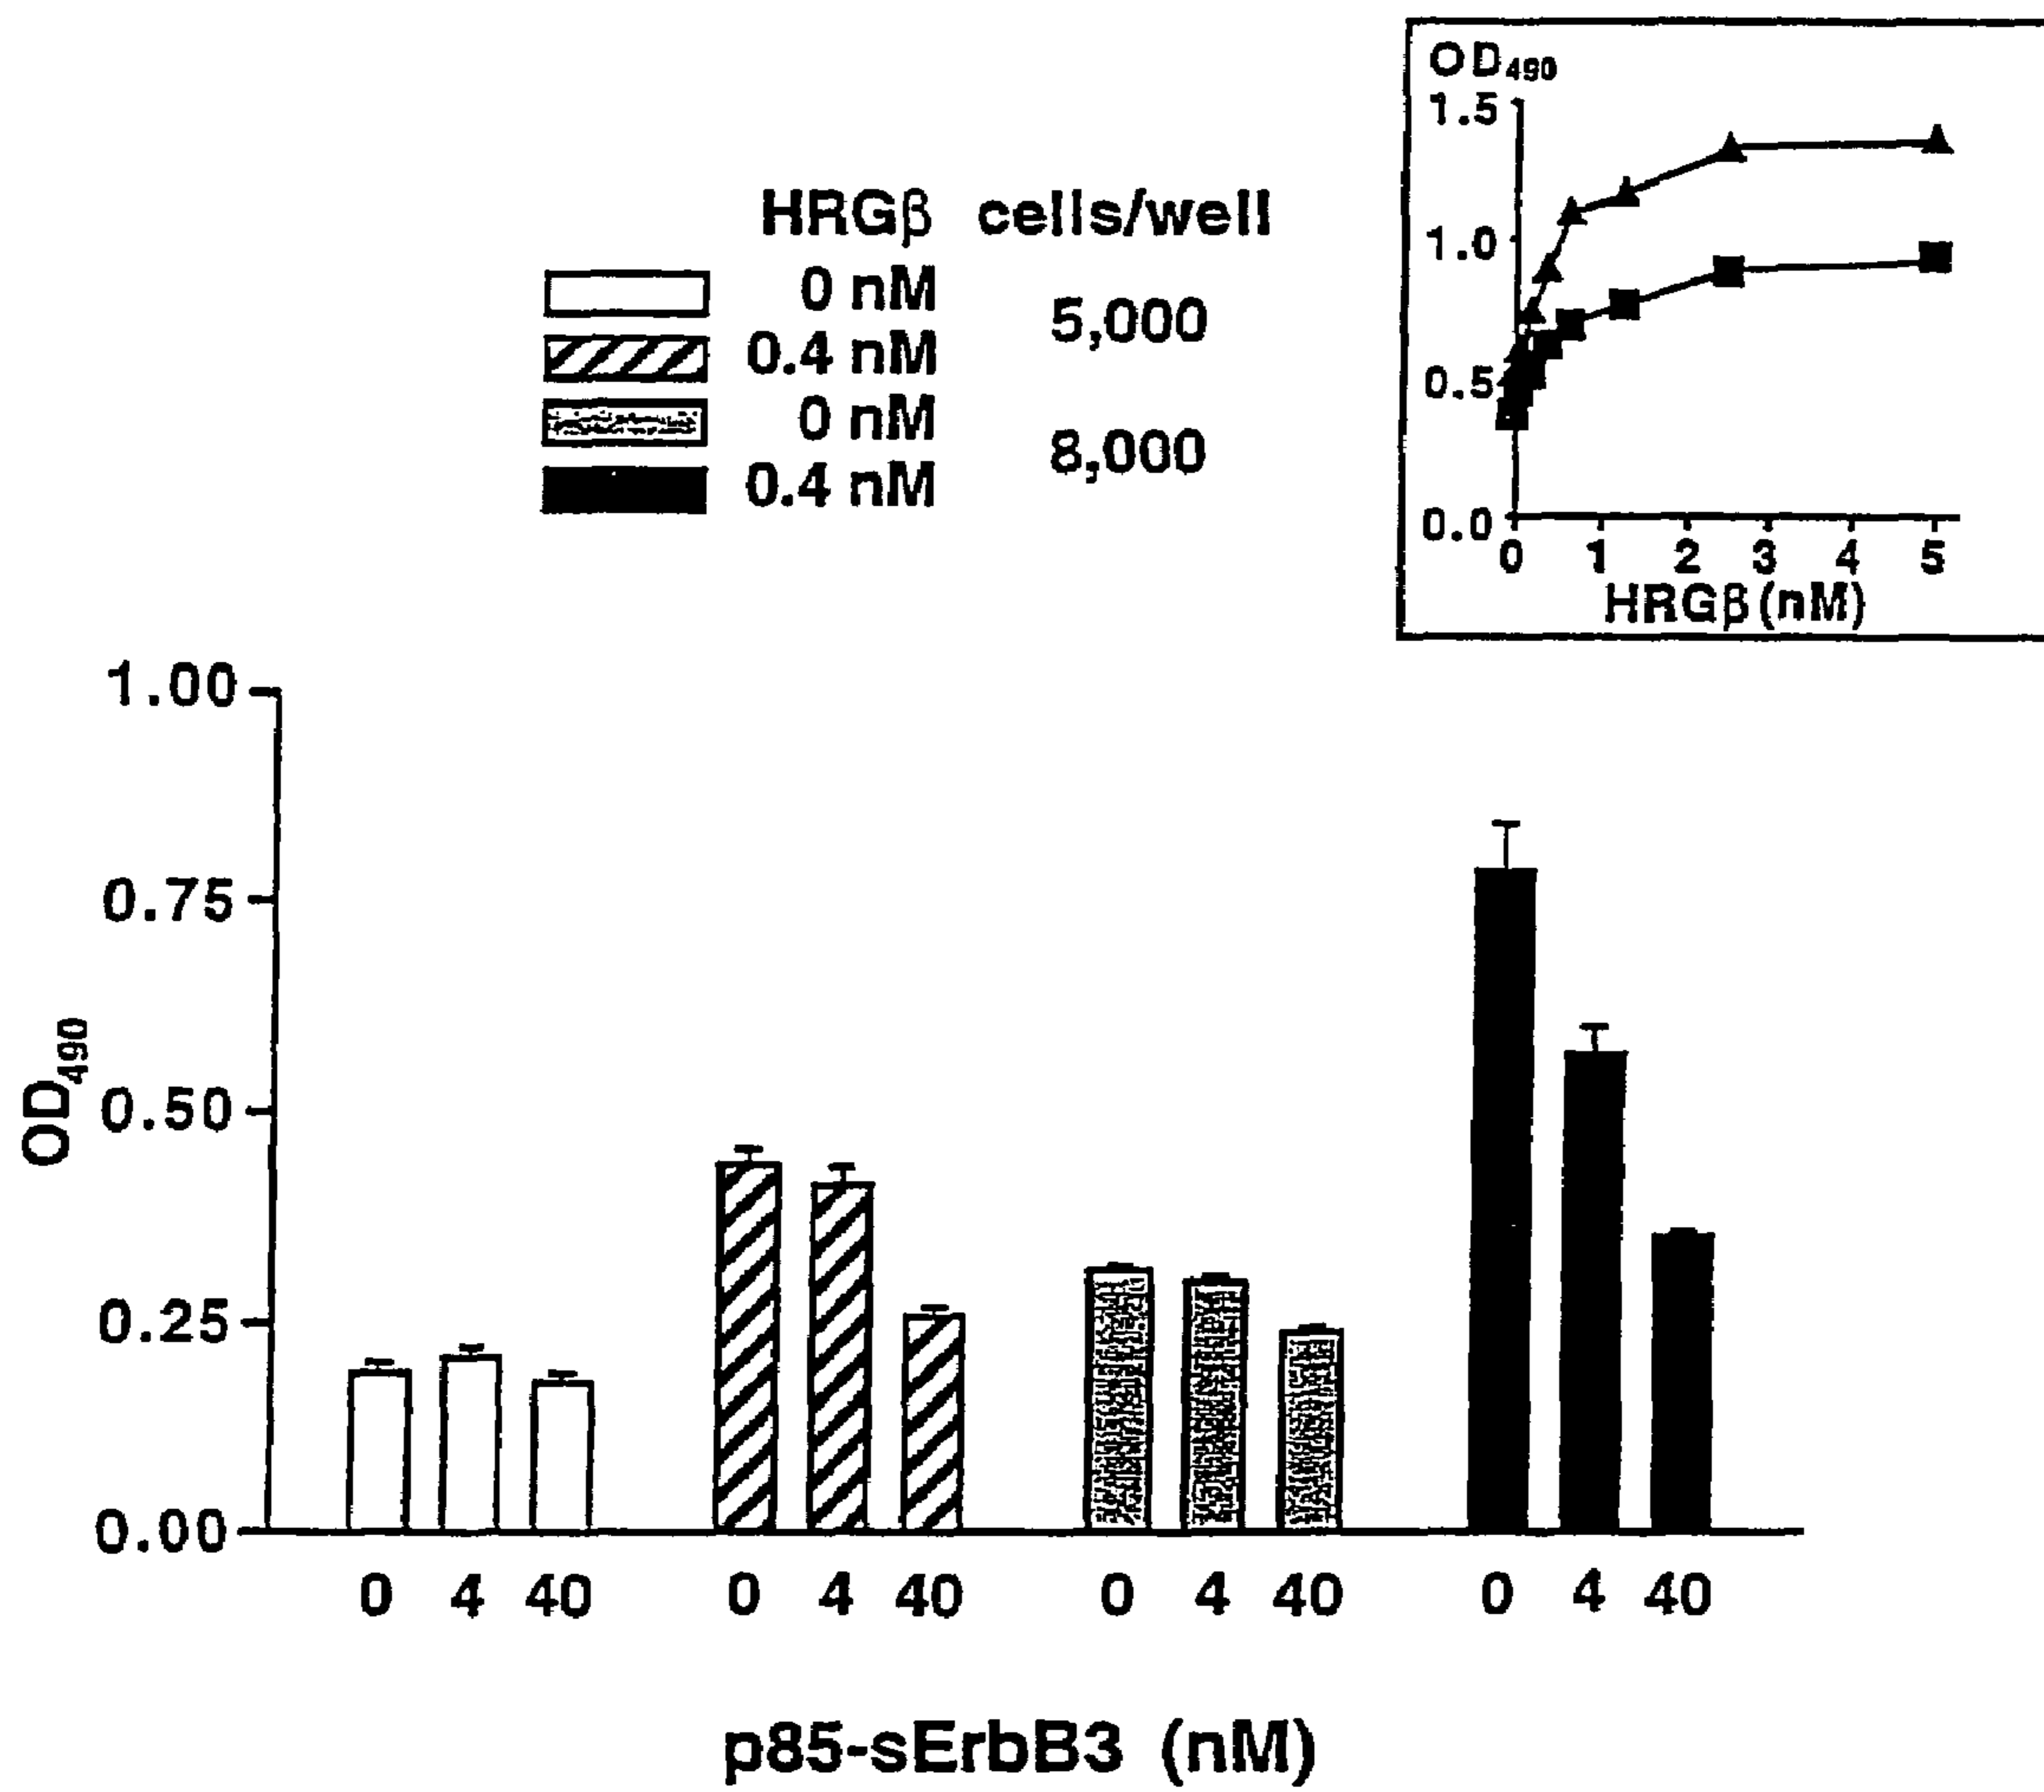 HRGβ cells/well
0 nM
0.4 nM
5,000
0 nM
0.4 nM
8,000
OD490
1.5
1.0
0.5
0.0
0 1 2 3 4 5
HRGβ(nM)
1.00
0.75
0.50
0.25
0.00
OD490
0 4 40 0 4 40 0 4 40 0 4 40
p85-sErbB3 (nM)